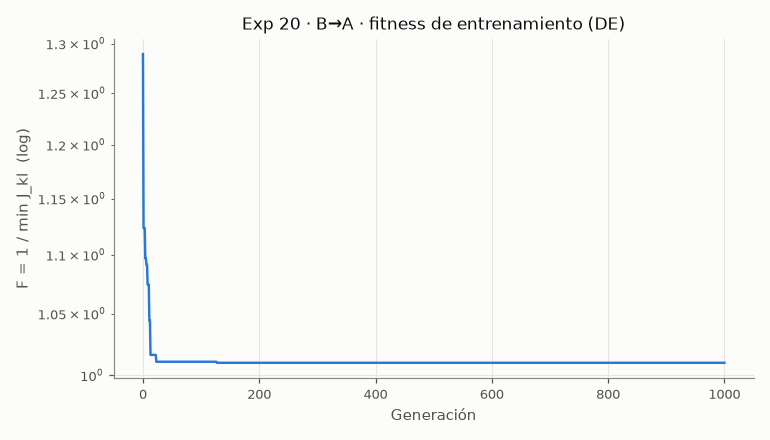 Exp 20 · B→A · fitness de entrenamiento (DE)
F = 1 / min J_kl (log)
1.3 × 10⁰
1.25 × 10⁰
1.2 × 10⁰
1.15 × 10⁰
1.1 × 10⁰
1.05 × 10⁰
10⁰
0 200 400 600 800 1000
Generación